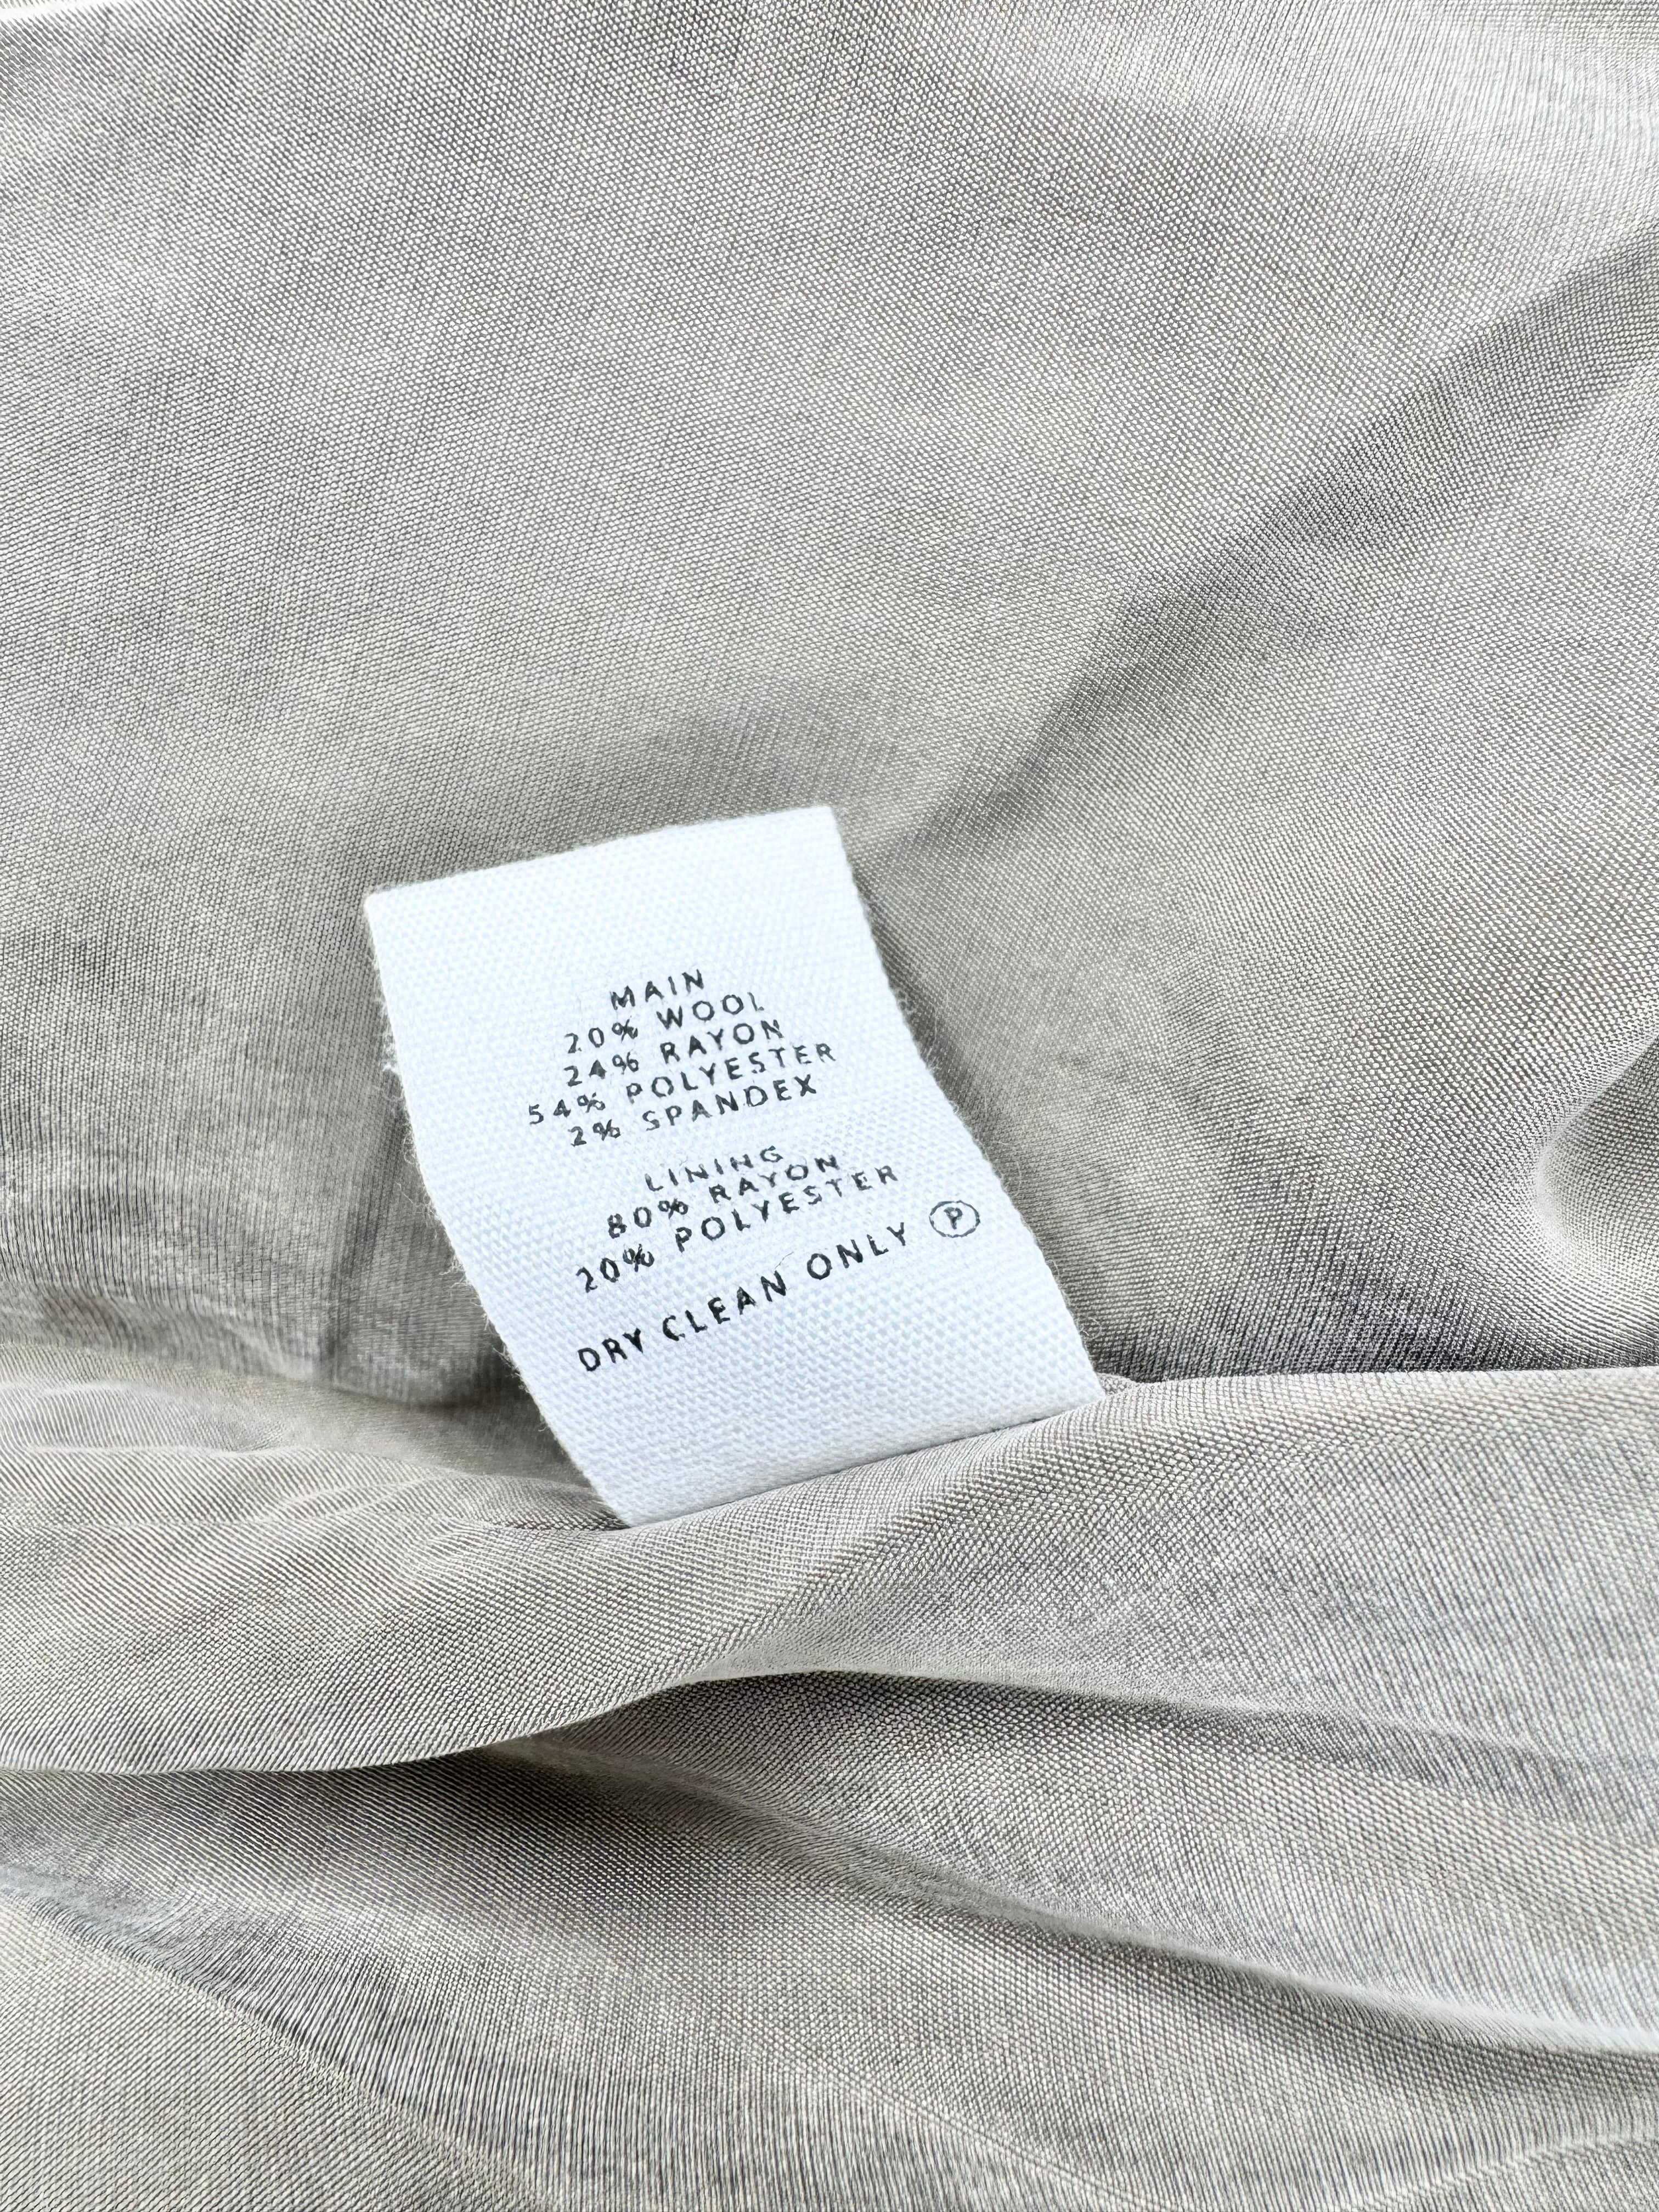 MAIN
20% WOOL
24% RAYON
54% POLYESTER
2% SPANDEX
LINING
80% RAYON
20% POLYESTER
DRY CLEAN ONLY Ⓟ